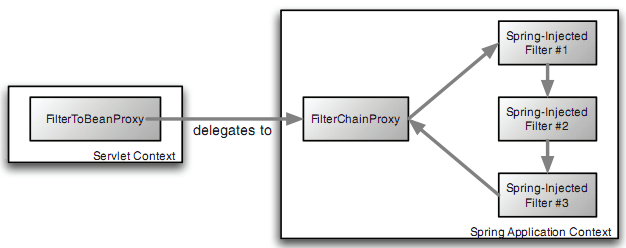 FilterToBeanProxy
Servlet Context
delegates to
FilterChainProxy
Spring-Injected
Filter #1
Spring-Injected
Filter #2
Spring-Injected
Filter #3
Spring Application Context